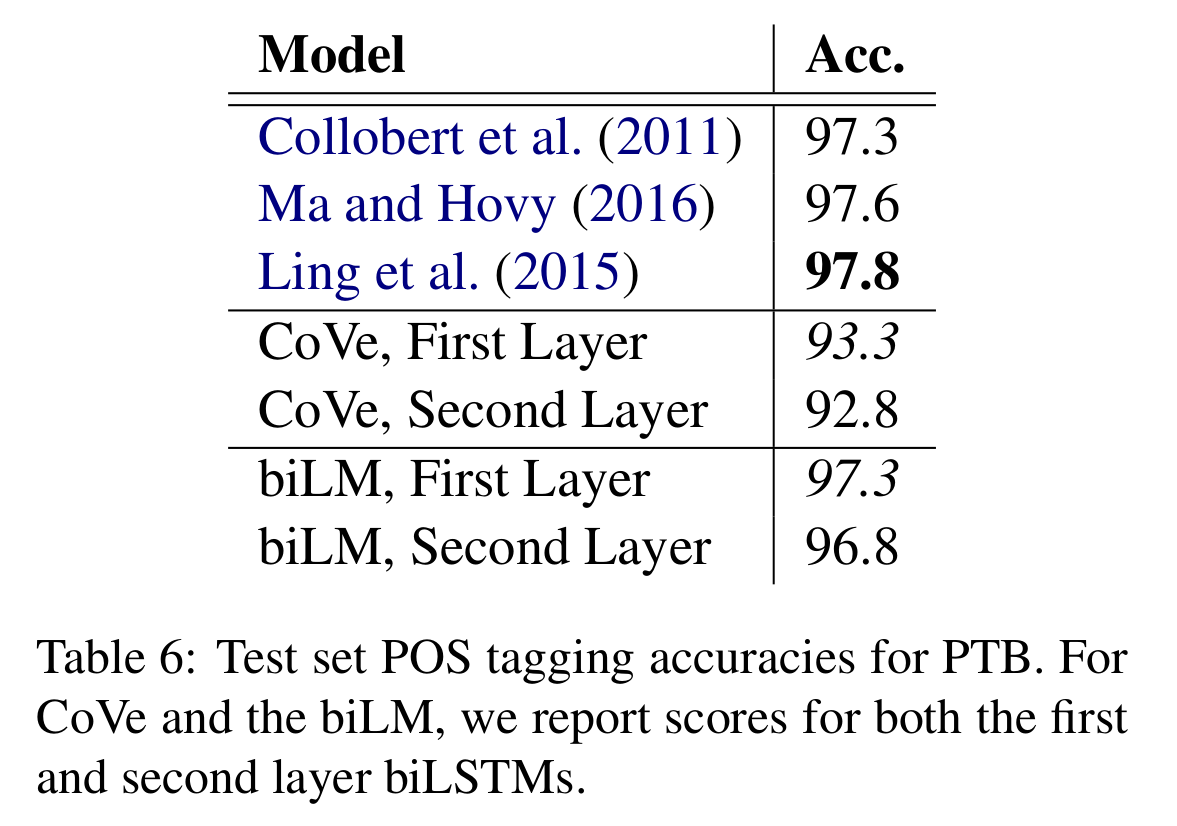 Model Acc.
Collobert et al. (2011) 97.3
Ma and Hovy (2016) 97.6
Ling et al. (2015) 97.8
CoVe, First Layer 93.3
CoVe, Second Layer 92.8
biLM, First Layer 97.3
biLM, Second Layer 96.8
Table 6: Test set POS tagging accuracies for PTB. For
CoVe and the biLM, we report scores for both the first
and second layer biLSTMs.